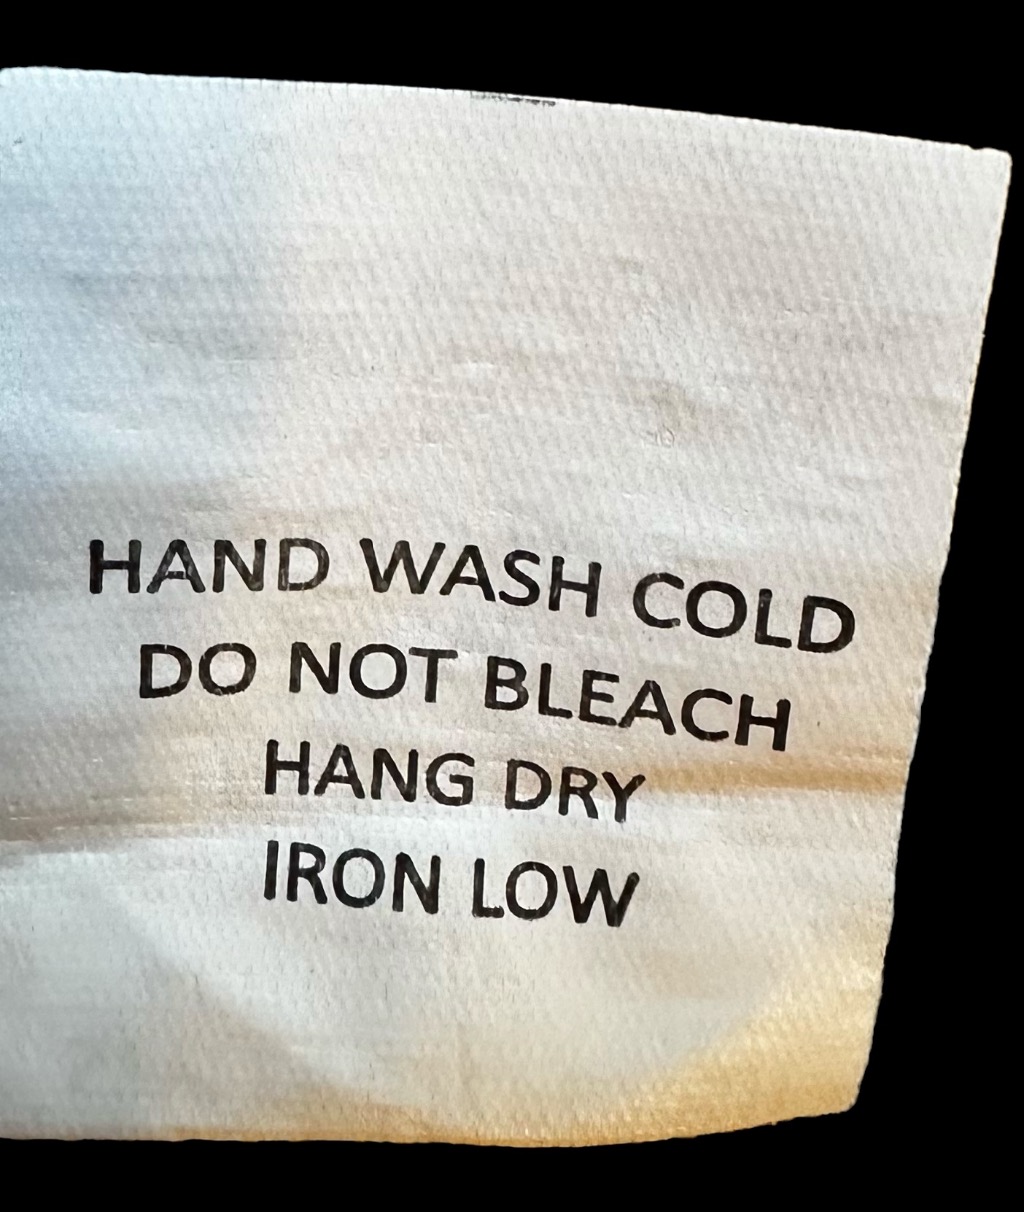 HAND WASH COLD
DO NOT BLEACH
HANG DRY
IRON LOW